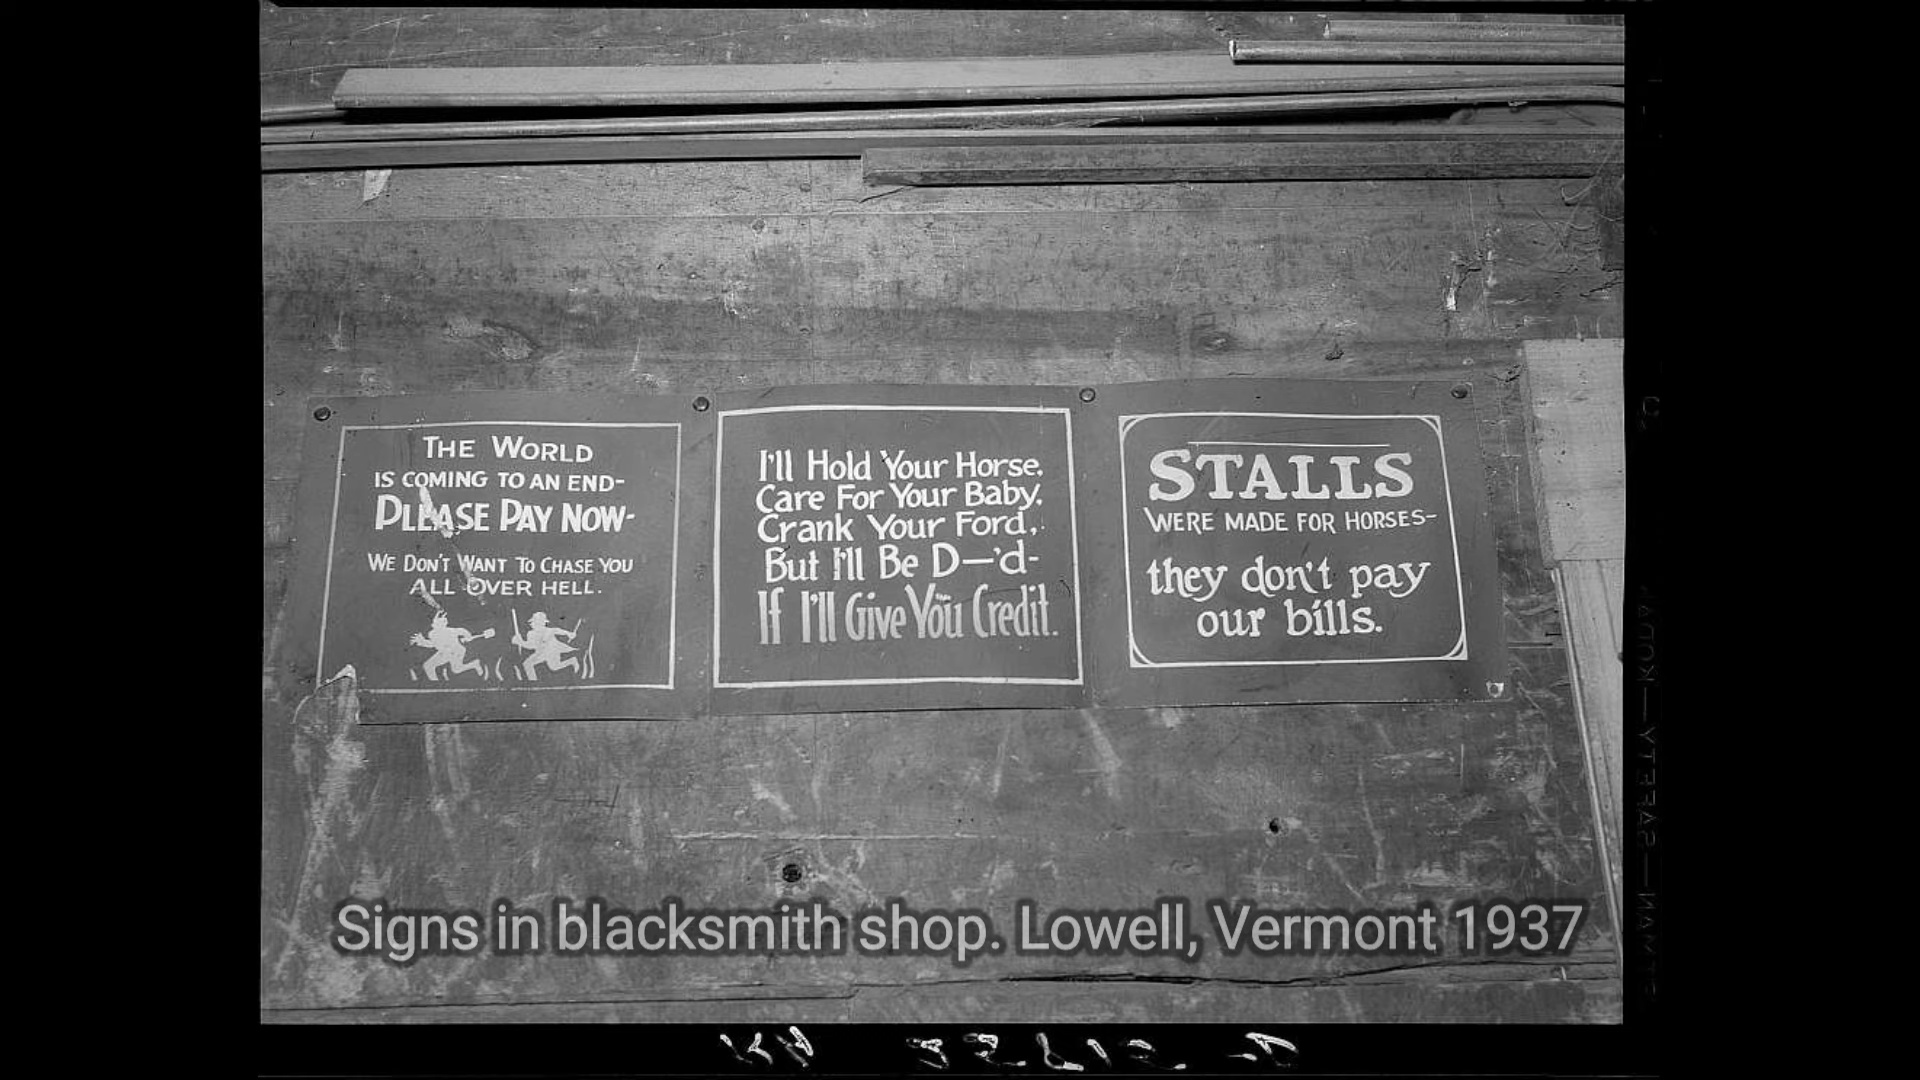 THE WORLD
IS COMING TO AN END-
PLEASE PAY NOW-
WE DON'T WANT TO CHASE YOU
ALL OVER HELL.
I'll Hold Your Horse,
Care For Your Baby,
Crank Your Ford,
But I'll Be D—'d-
If I'll Give You Credit.
STALLS
WERE MADE FOR HORSES-
they don't pay
our bills.
Signs in blacksmith shop. Lowell, Vermont 1937